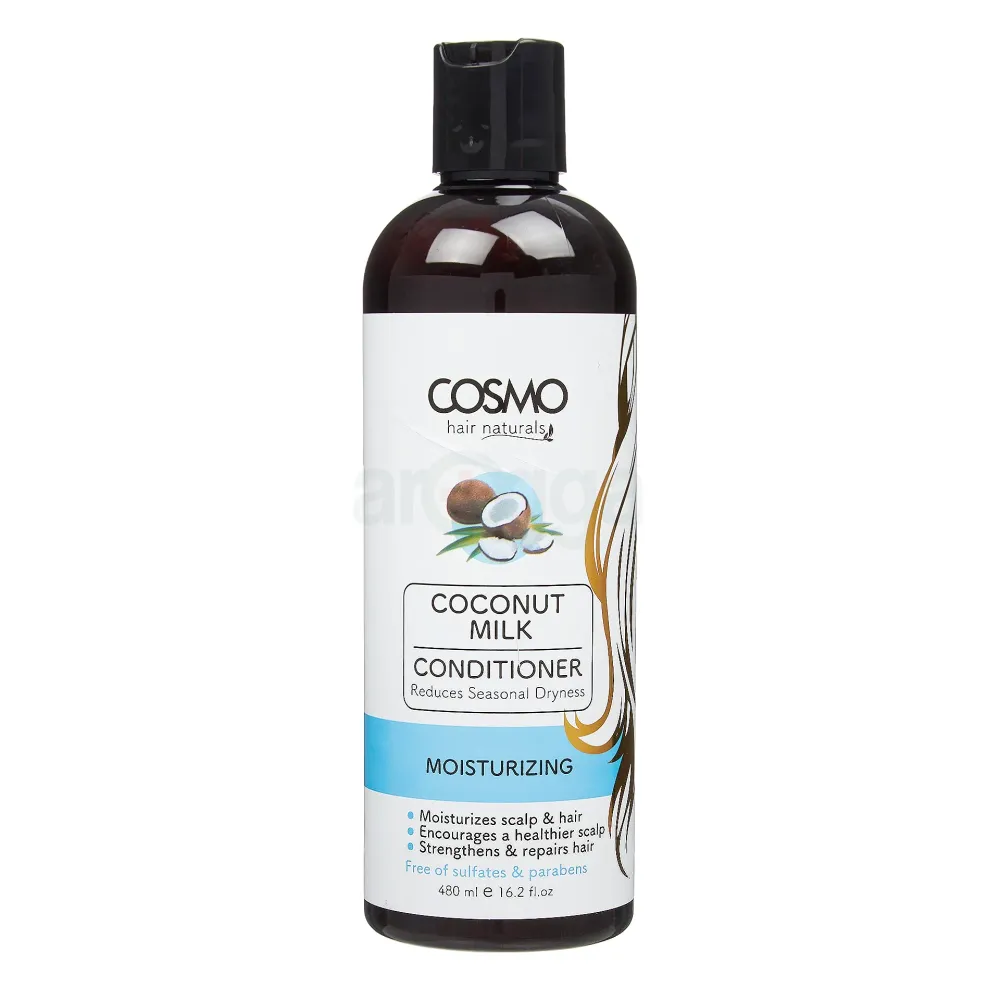 COSMO
hair naturals
COCONUT
MILK
CONDITIONER
Reduces Seasonal Dryness
MOISTURIZING
• Moisturizes scalp & hair
• Encourages a healthier scalp
• Strengthens & repairs hair
Free of sulfates & parabens
480 ml e 16.2 fl.oz